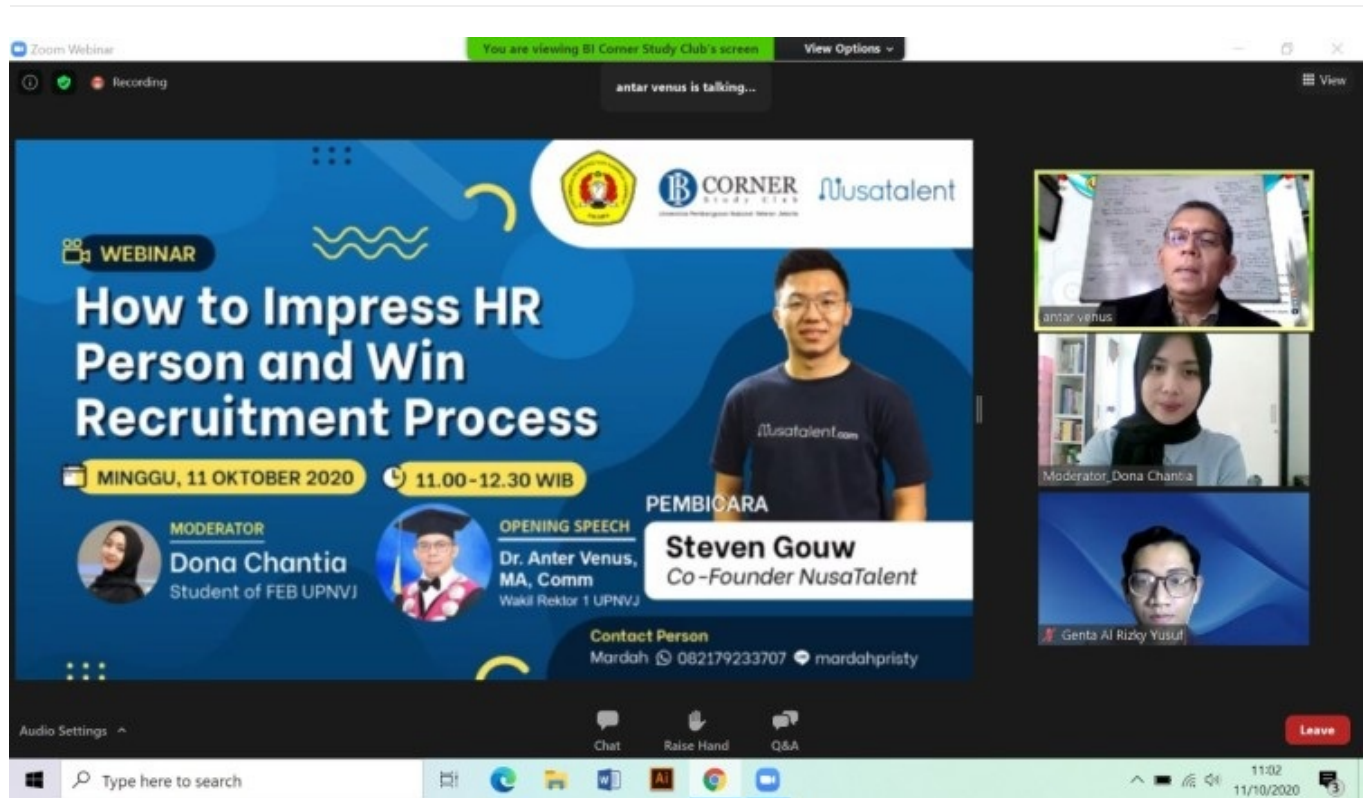 Zoom Webinar
You are viewing BI Corner Study Club's screen
View Options
Recording
antar venus is talking...
View
CORNER
Study Club
Nusatalent
WEBINAR
How to Impress HR
Person and Win
Recruitment Process
MINGGU, 11 OKTOBER 2020
11.00-12.30 WIB
MODERATOR
Dona Chantia
Student of FEB UPNVJ
OPENING SPEECH
Dr. Anter Venus,
MA, Comm
Wakil Rektor 1 UPNVJ
Nusatalent.com
PEMBICARA
Steven Gouw
Co-Founder NusaTalent
Contact Person
Mardah 082179233707 mardahpristy
antar venus
Moderator_Dona Chantia
Genta Al Rizky Yusuf
Audio Settings
Chat
Raise Hand
Q&A
Leave
Type here to search
Ai
11:02
11/10/2020
3